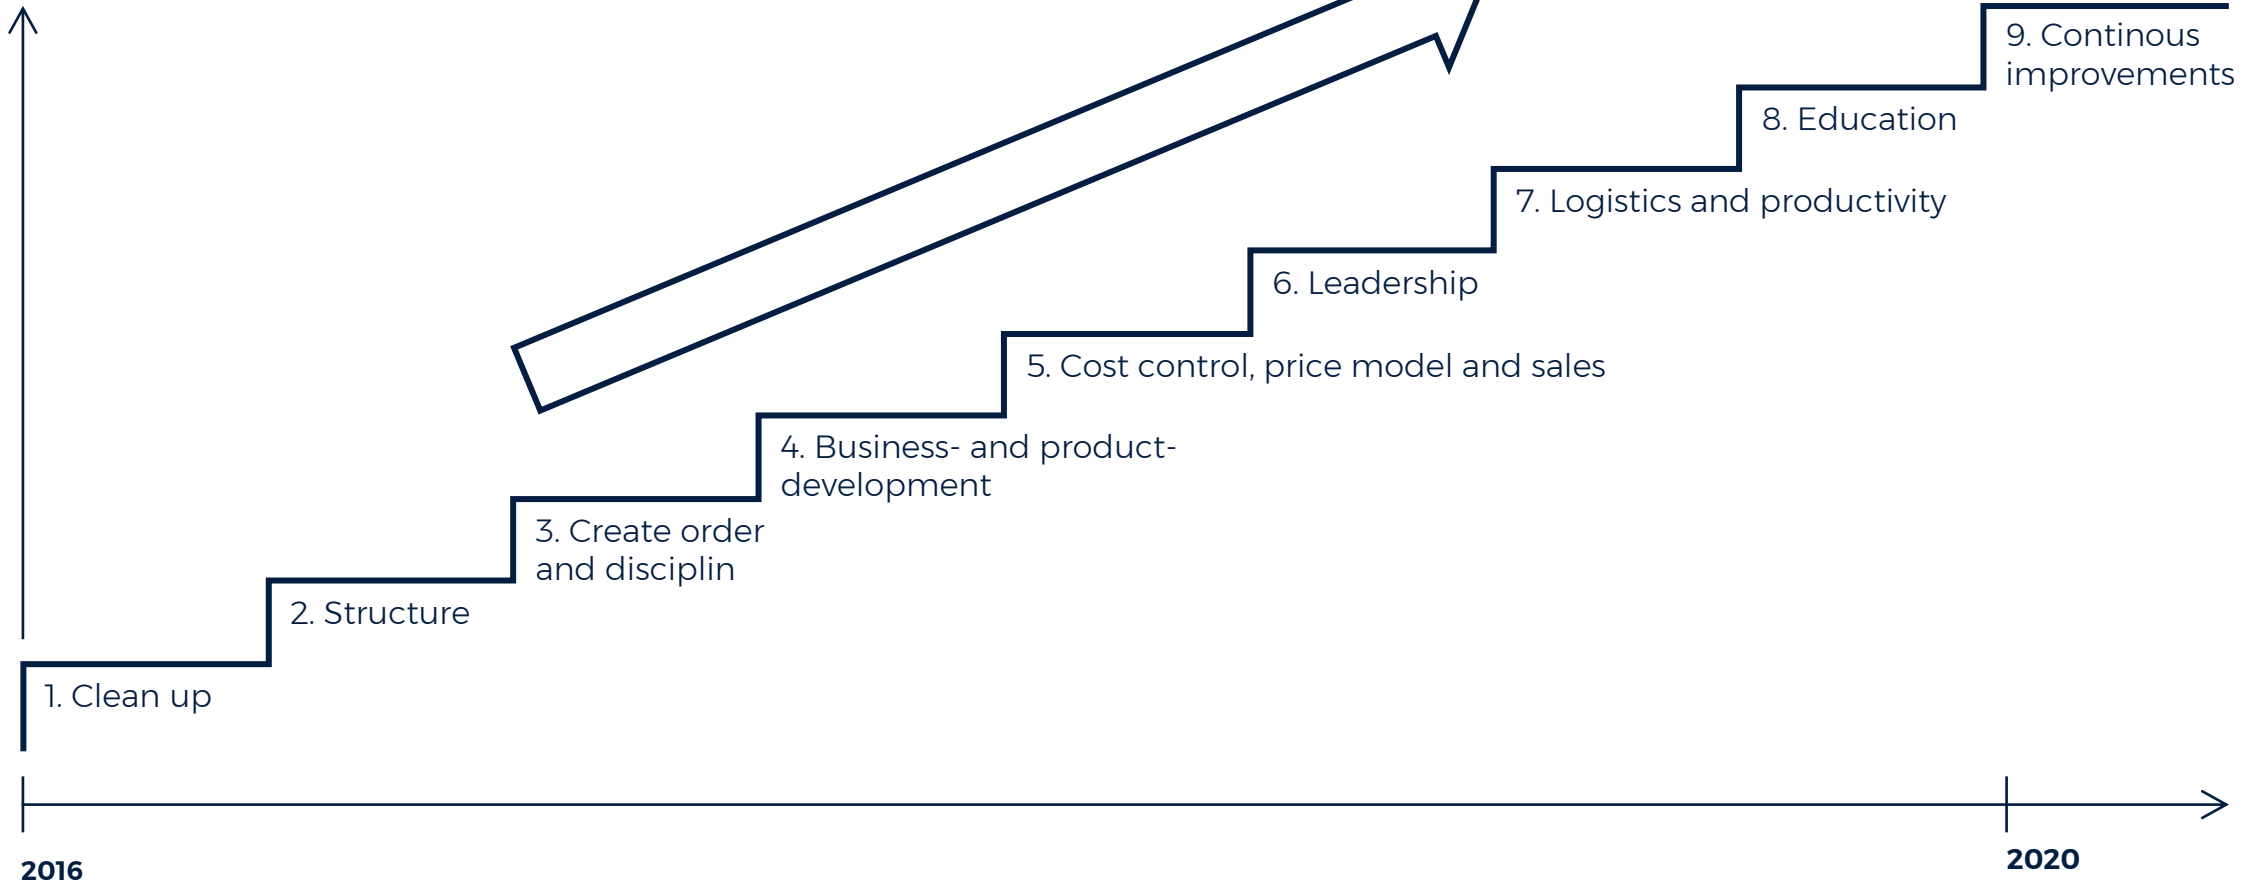 9. Continous
improvements
8. Education
7. Logistics and productivity
6. Leadership
5. Cost control, price model and sales
4. Business- and product-
development
3. Create order
and disciplin
2. Structure
1. Clean up
2016
2020